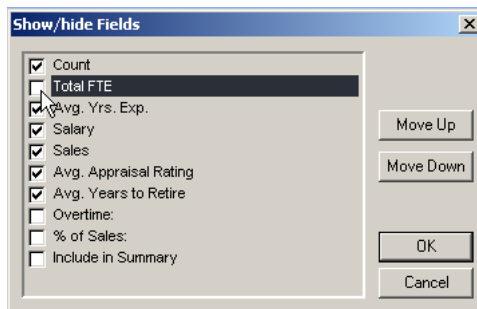 Show/hide Fields
Count
Total FTE
Avg. Yrs. Exp.
Salary
Sales
Avg. Appraisal Rating
Avg. Years to Retire
Overtime:
% of Sales:
Include in Summary
Move Up
Move Down
OK
Cancel